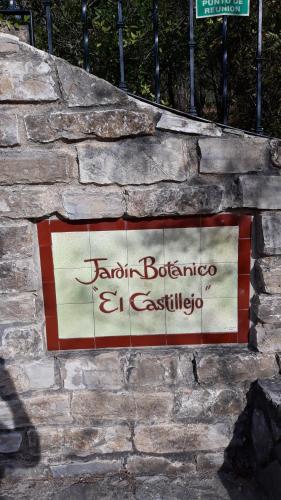 PUNTO DE
REUNIÓN
Jardín Botánico
"El Castillejo"